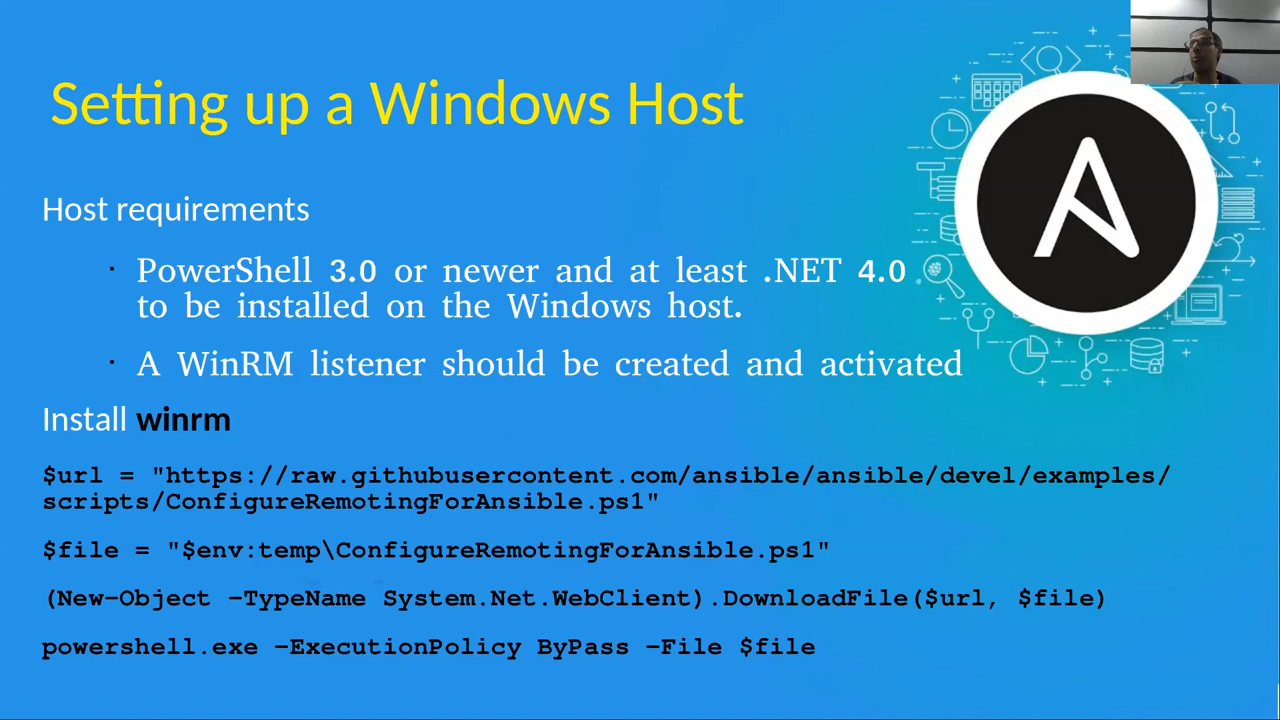 Setting up a Windows Host
Host requirements
· PowerShell 3.0 or newer and at least .NET 4.0
to be installed on the Windows host.
· A WinRM listener should be created and activated
Install winrm
$url = "https://raw.githubusercontent.com/ansible/ansible/devel/examples/
scripts/ConfigureRemotingForAnsible.ps1"
$file = "$env:temp\ConfigureRemotingForAnsible.ps1"
(New-Object -TypeName System.Net.WebClient).DownloadFile($url, $file)
powershell.exe -ExecutionPolicy ByPass -File $file